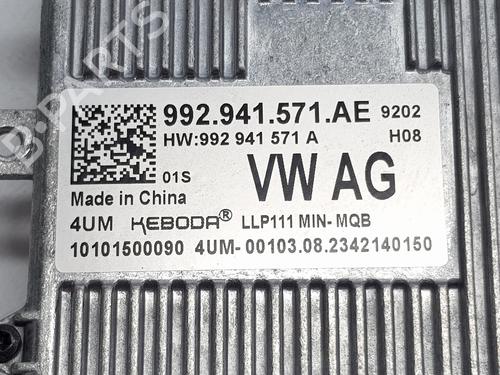 992.941.571.AE 9202
HW:992 941 571 A H08
01S
VW AG
Made in China
4UM KEBODA® LLP111 MIN-MQB
10101500090 4UM-00103.08.2342140150
B-PARTS